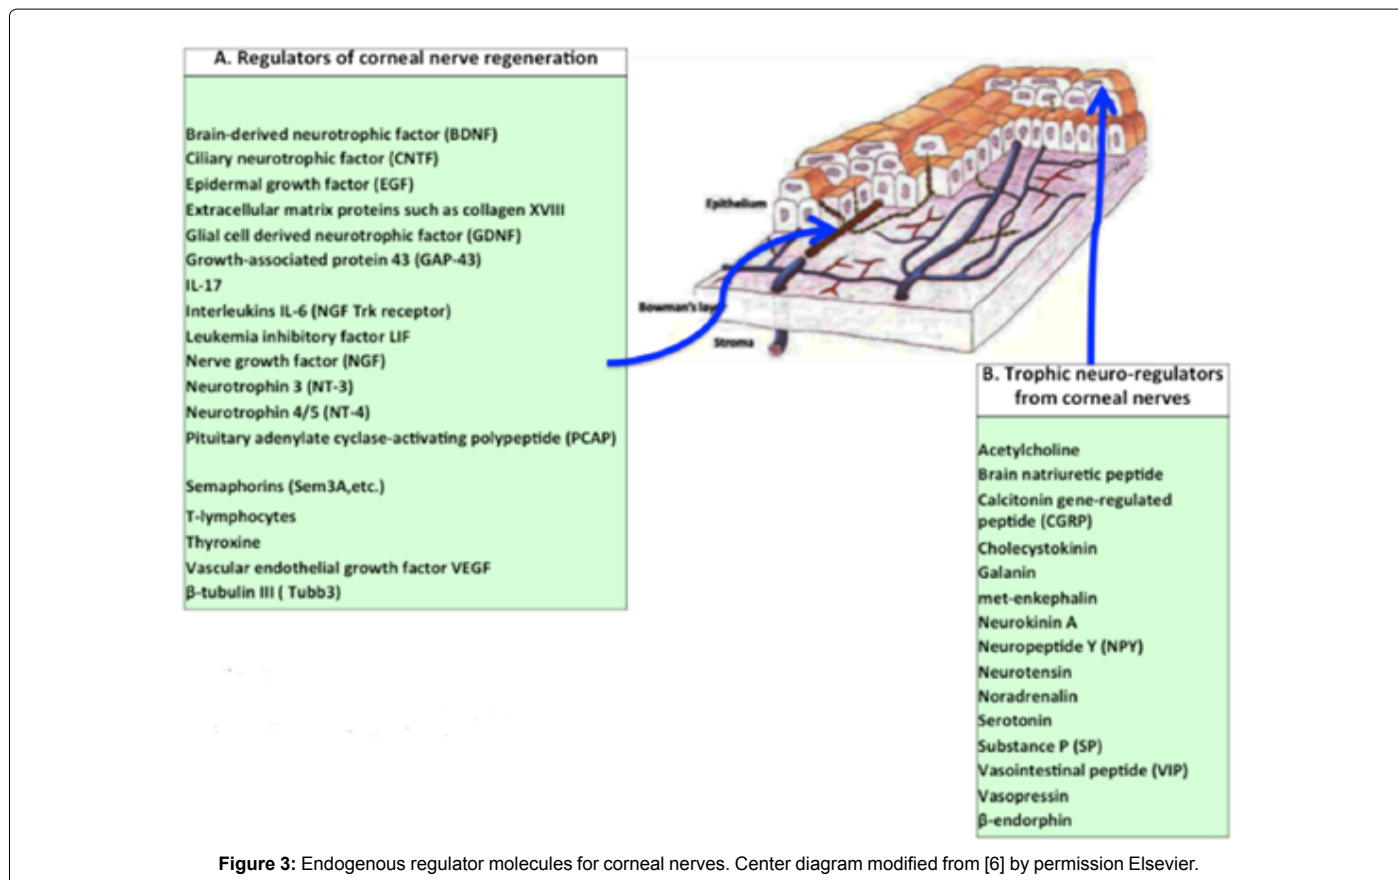 A. Regulators of corneal nerve regeneration
Brain-derived neurotrophic factor (BDNF)
Ciliary neurotrophic factor (CNTF)
Epidermal growth factor (EGF)
Extracellular matrix proteins such as collagen XVIII
Glial cell derived neurotrophic factor (GDNF)
Growth-associated protein 43 (GAP-43)
IL-17
Interleukins IL-6 (NGF Trk receptor)
Leukemia inhibitory factor LIF
Nerve growth factor (NGF)
Neurotrophin 3 (NT-3)
Neurotrophin 4/5 (NT-4)
Pituitary adenylate cyclase-activating polypeptide (PCAP)
Semaphorins (Sem3A,etc.)
T-lymphocytes
Thyroxine
Vascular endothelial growth factor VEGF
β-tubulin III ( Tubb3)
Epithelium
Bowman's layer
Stroma
B. Trophic neuro-regulators
from corneal nerves
Acetylcholine
Brain natriuretic peptide
Calcitonin gene-regulated
peptide (CGRP)
Cholecystokinin
Galanin
met-enkephalin
Neurokinin A
Neuropeptide Y (NPY)
Neurotensin
Noradrenalin
Serotonin
Substance P (SP)
Vasointestinal peptide (VIP)
Vasopressin
β-endorphin
Figure 3: Endogenous regulator molecules for corneal nerves. Center diagram modified from [6] by permission Elsevier.